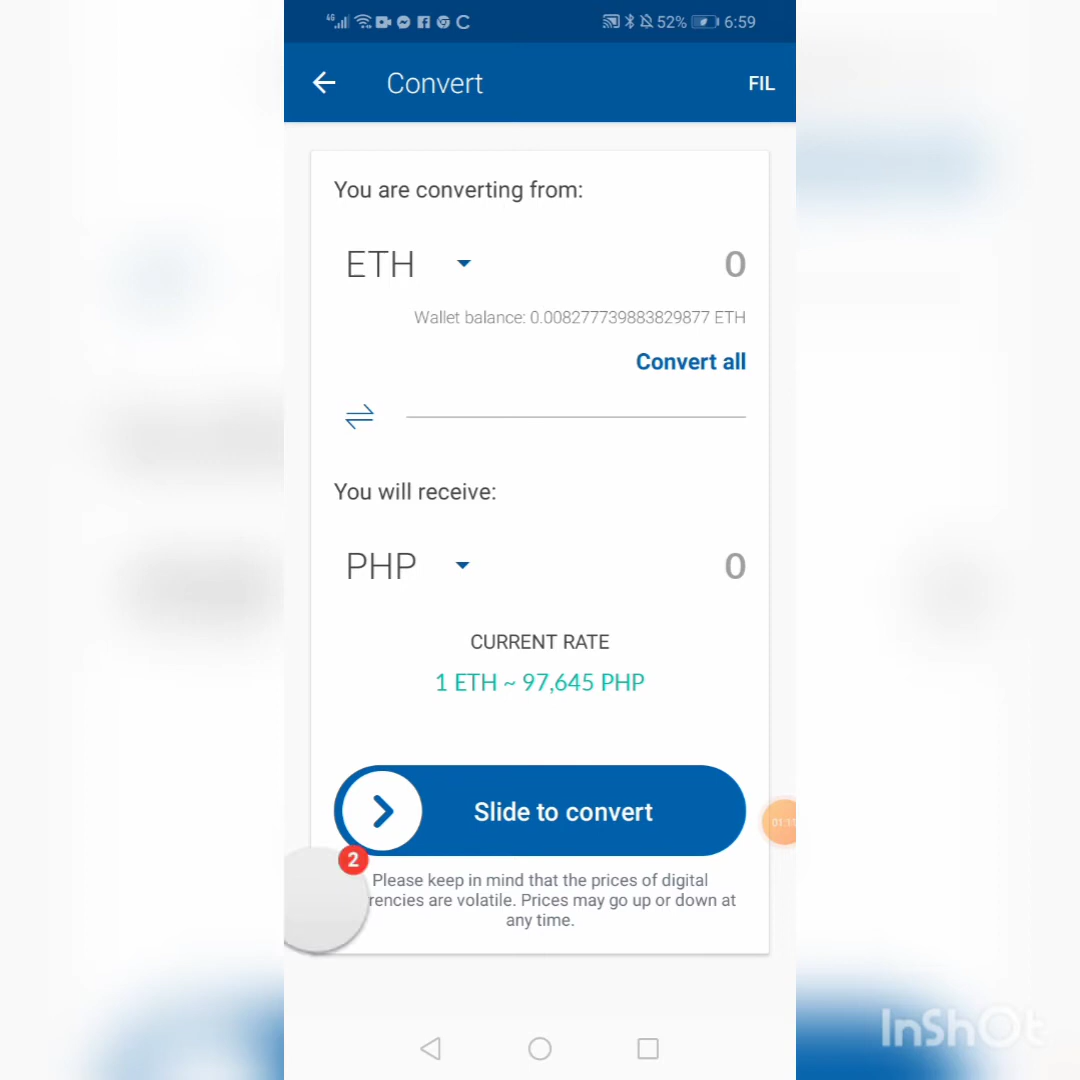 4G 52% 6:59
Convert FIL
You are converting from:
ETH 0
Wallet balance: 0.008277739883829877 ETH
Convert all
You will receive:
PHP 0
CURRENT RATE
1 ETH ~ 97,645 PHP
Slide to convert
2
Please keep in mind that the prices of digital
rencies are volatile. Prices may go up or down at
any time.
InShOt